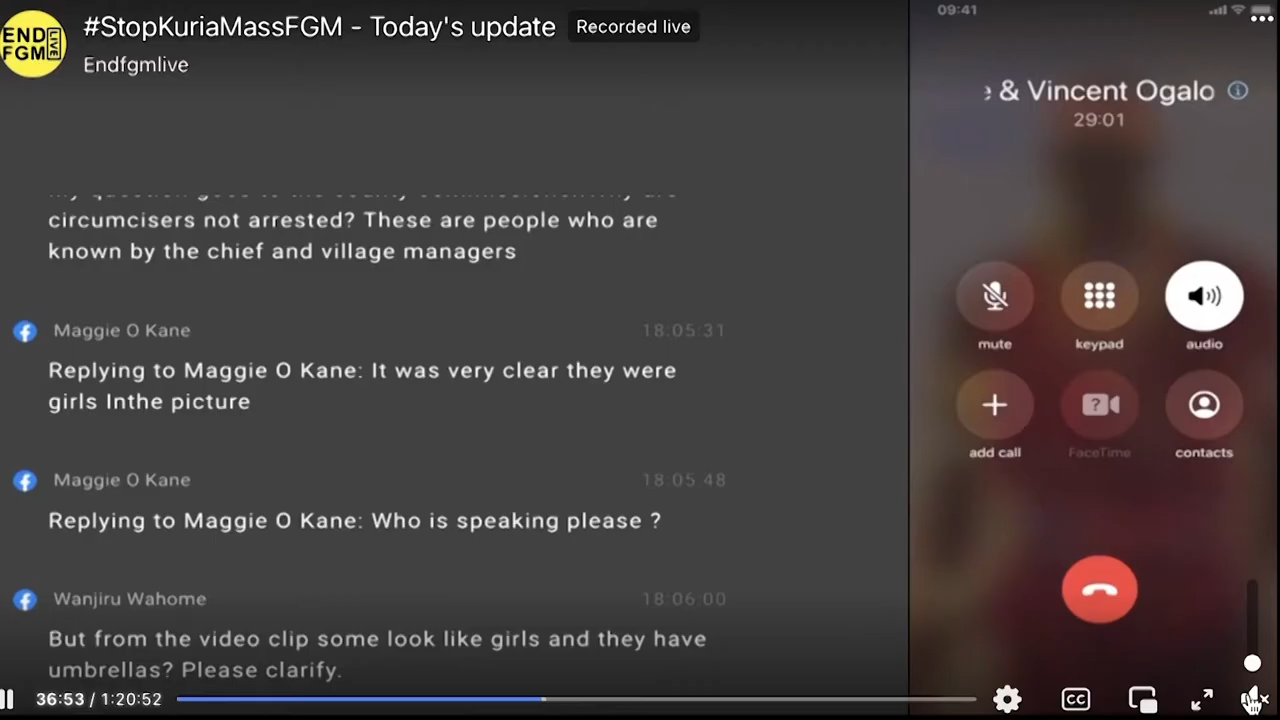 END
FGM
LIVE
#StopKuriaMassFGM - Today's update
Recorded live
Endfgmlive
09:41
& Vincent Ogalo
29:01
circumcisers not arrested? These are people who are
known by the chief and village managers
Maggie O Kane 18:05:31
Replying to Maggie O Kane: It was very clear they were
girls Inthe picture
mute keypad audio
Maggie O Kane 18:05:48
Replying to Maggie O Kane: Who is speaking please ?
add call FaceTime contacts
Wanjiru Wahome 18:06:00
But from the video clip some look like girls and they have
umbrellas? Please clarify.
36:53 / 1:20:52
CC